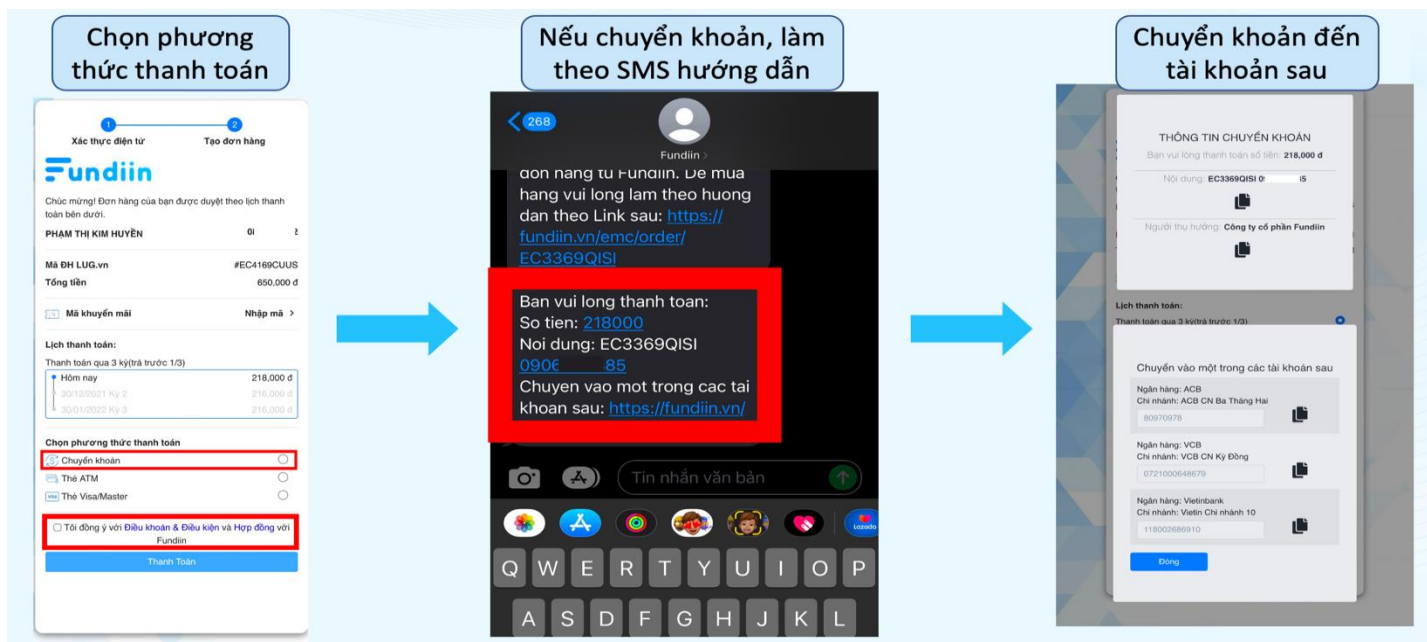 Chọn phương
thức thanh toán
1
2
Xác thực điện tử
Tạo đơn hàng
Fundiin
Chúc mừng! Đơn hàng của bạn được duyệt theo lịch thanh
toán bên dưới.
PHẠM THỊ KIM HUYỀN
Mã ĐH LUG.vn #EC4169CUUS
Tổng tiền 650,000 đ
Mã khuyến mãi Nhập mã >
Lịch thanh toán:
Thanh toán qua 3 kỳ(trả trước 1/3)
Hôm nay 218,000 đ
30/12/2021 Kỳ 2 216,000 đ
30/01/2022 Kỳ 3 216,000 đ
Chọn phương thức thanh toán
Chuyển khoản
Thẻ ATM
VISA Thẻ Visa/Master
Tôi đồng ý với Điều khoản & Điều kiện và Hợp đồng với
Fundiin
Thanh Toán
Nếu chuyển khoản, làm
theo SMS hướng dẫn
268
Fundiin >
don hang tu Fundiin. De mua
hang vui long lam theo huong
dan theo Link sau: https://
fundiin.vn/emc/order/
EC3369QISI
Ban vui long thanh toan:
So tien: 218000
Noi dung: EC3369QISI
0906 85
Chuyen vao mot trong cac tai
khoan sau: https://fundiin.vn/
Tin nhắn văn bản
Lazada
Q W E R T Y U I O P
A S D F G H J K L
Chuyển khoản đến
tài khoản sau
THÔNG TIN CHUYỂN KHOẢN
Bạn vui lòng thanh toán số tiền: 218,000 đ
Nội dung: EC3369QISI
Người thụ hưởng: Công ty cổ phần Fundiin
Lịch thanh toán:
Thanh toán qua 3 kỳ(trả trước 1/3)
Chuyển vào một trong các tài khoản sau
Ngân hàng: ACB
Chi nhánh: ACB CN Ba Tháng Hai
80970978
Ngân hàng: VCB
Chi nhánh: VCB CN Kỳ Đồng
0721000648679
Ngân hàng: Vietinbank
Chi nhánh: Vietin Chi nhánh 10
118002686910
Đóng